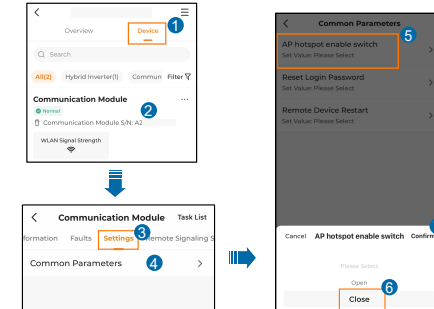 Overview Device 1
Search
All(2) Hybrid Inverter(1) Commun Filter
Communication Module ...
2
Normal
Communication Module S/N: A2
WLAN Signal Strength
Communication Module Task List
3
formation Faults Settings Remote Signaling S
Common Parameters 4
Common Parameters
5
AP hotspot enable switch
Set Value: Please Select
Reset Login Password
Set Value: Please Select
Remote Device Restart
Set Value: Please Select
Cancel AP hotspot enable switch Confirm
Please Select
Open
6
Close